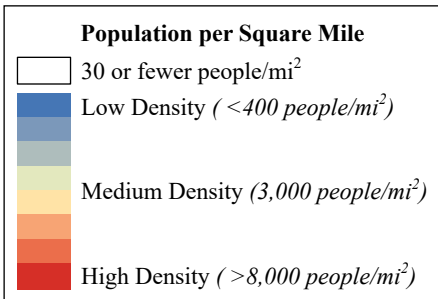 Population per Square Mile
30 or fewer people/mi²
Low Density (<400 people/mi²)
Medium Density (3,000 people/mi²)
High Density (>8,000 people/mi²)